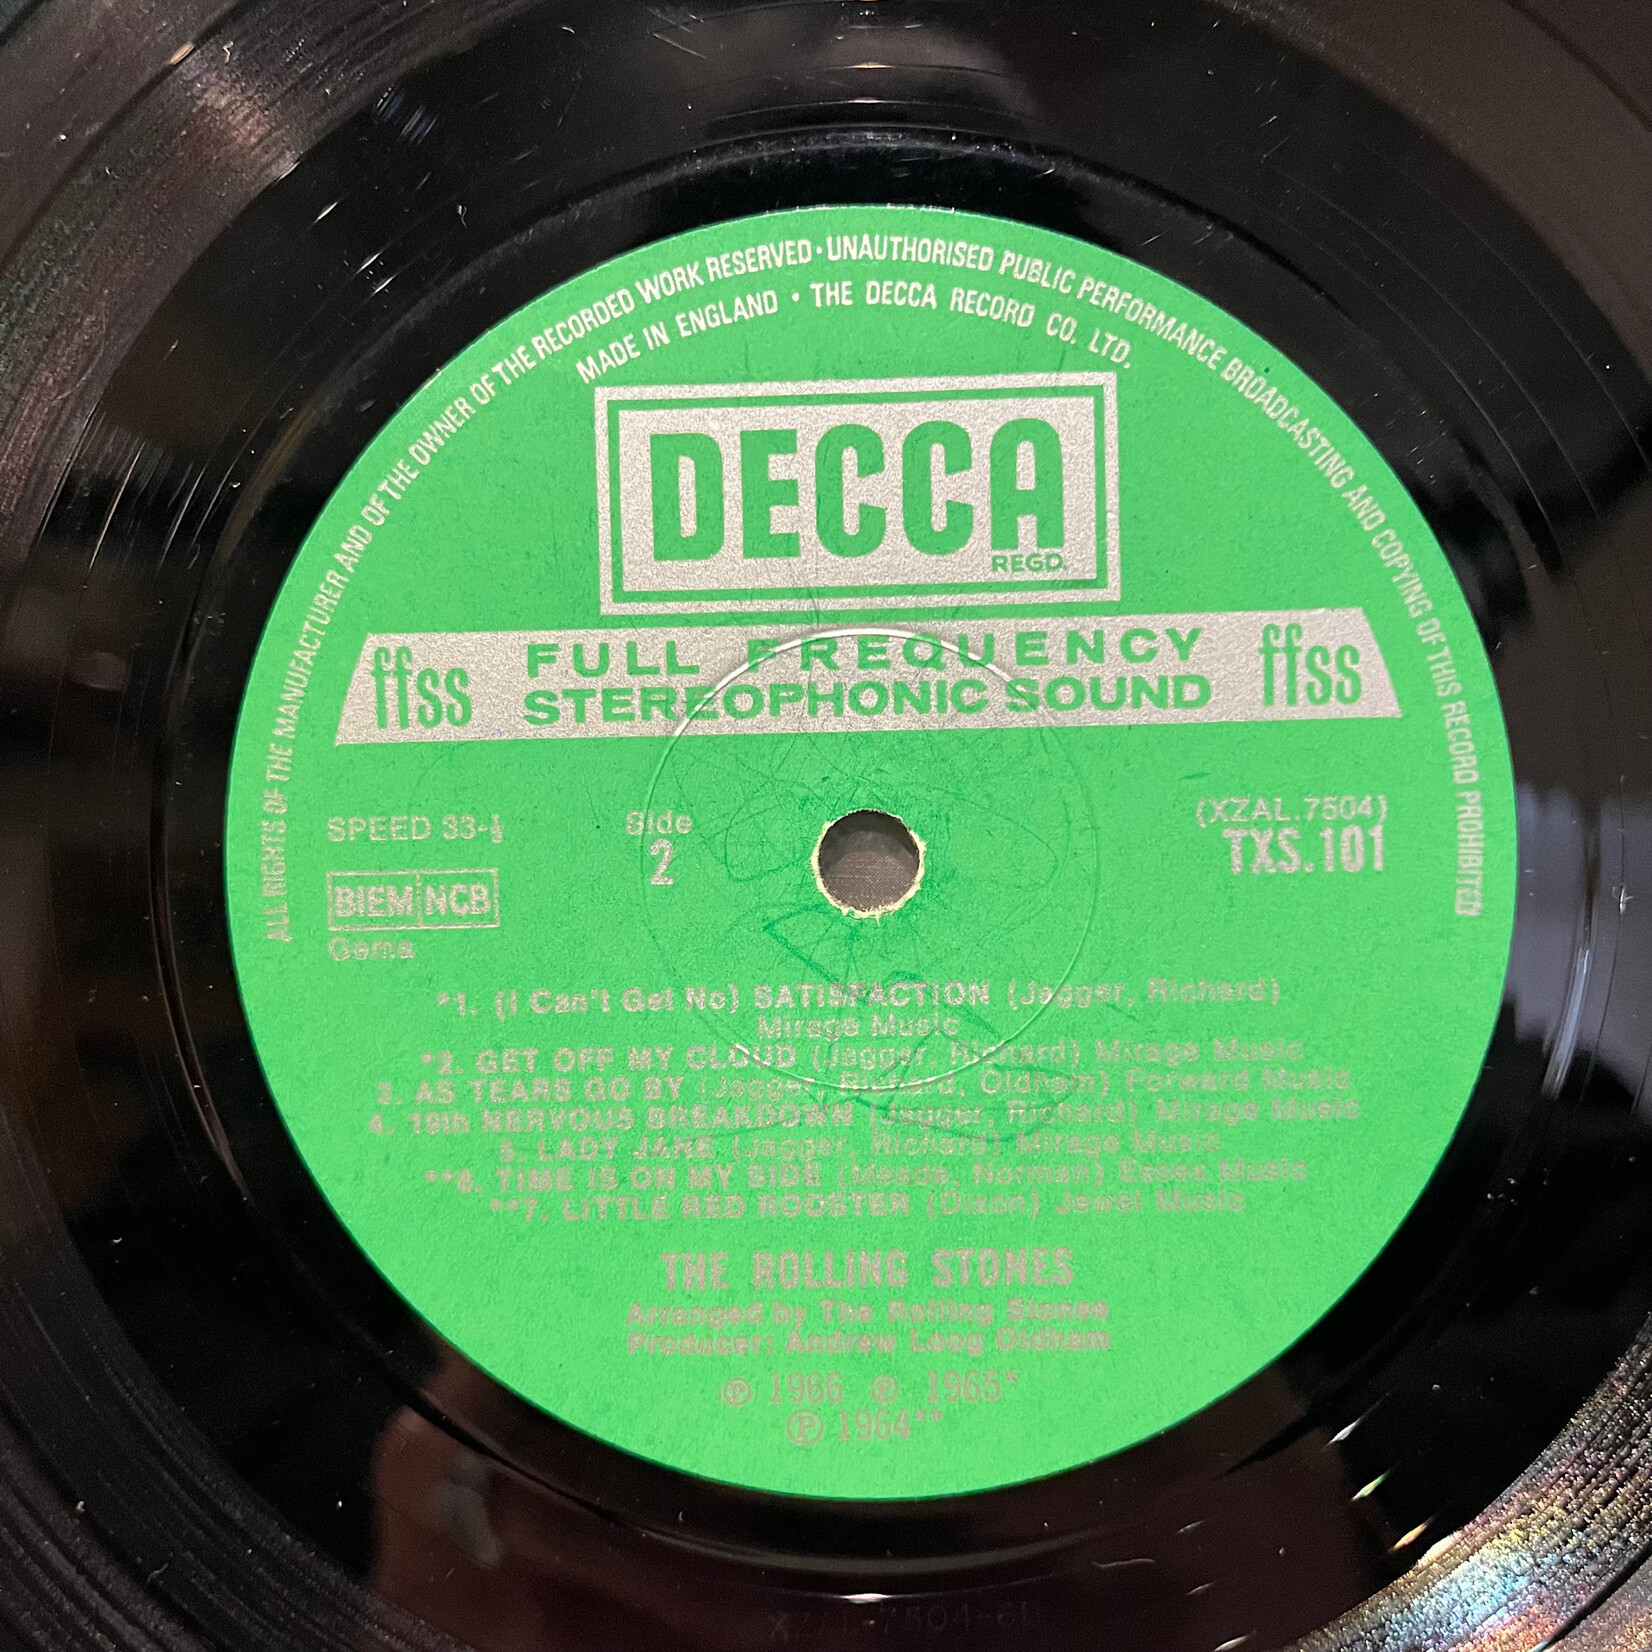 ALL RIGHTS OF THE MANUFACTURER AND OF THE OWNER OF THE RECORDED WORK RESERVED · UNAUTHORISED PUBLIC PERFORMANCE BROADCASTING AND COPYING OF THIS RECORD PROHIBITED
MADE IN ENGLAND · THE DECCA RECORD CO. LTD.
DECCA
REGD.
ffss FULL FREQUENCY ffss
STEREOPHONIC SOUND
SPEED 33-⅓ Side (XZAL.7504)
2 TXS.101
BIEM NCB
Gema
*1. (I Can't Get No) SATISFACTION (Jagger, Richard)
Mirage Music
*2. GET OFF MY CLOUD (Jagger, Richard) Mirage Music
3. AS TEARS GO BY (Jagger, Richard, Oldham) Forward Music
4. 19th NERVOUS BREAKDOWN (Jagger, Richard) Mirage Music
5. LADY JANE (Jagger, Richard) Mirage Music
**6. TIME IS ON MY SIDE (Meade, Norman) Essex Music
**7. LITTLE RED ROOSTER (Dixon) Jewel Music
THE ROLLING STONES
Arranged by The Rolling Stones
Producer: Andrew Loog Oldham
℗ 1966 ℗ 1965*
℗ 1964**
XZAL-7504-6L